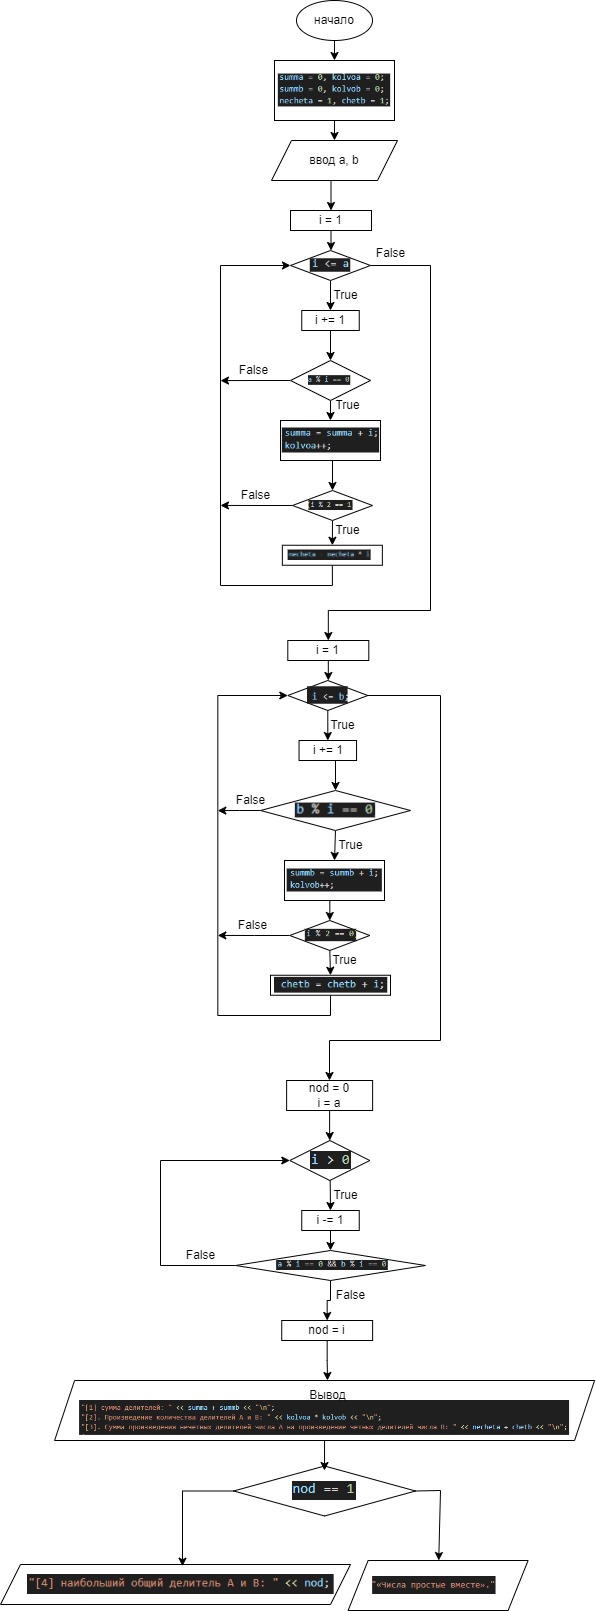 начало
summa = 0, kolvoa = 0;
summb = 0, kolvob = 0;
necheta = 1, chetb = 1;
ввод a, b
i = 1
i <= a
False
True
i += 1
a % i == 0
False
True
summa = summa + i;
kolvoa++;
i % 2 == 1
False
True
necheta = necheta * i
i = 1
i <= b;
True
i += 1
b % i == 0
False
True
summb = summb + i;
kolvob++;
i % 2 == 0
False
True
chetb = chetb + i;
nod = 0
i = a
i > 0
True
i -= 1
a % i == 0 && b % i == 0
False
False
nod = i
Вывод
"[1] сумма делителей: " << summa + summb << "\n";
"[2]. Произведение количества делителей A и B: " << kolvoa * kolvob << "\n";
"[3]. Сумма произведения нечетных делителей числа A на произведение четных делителей числа B: " << necheta + chetb << "\n";
nod == 1
"[4] наибольший общий делитель A и B: " << nod;
"«Числа простые вместе»."